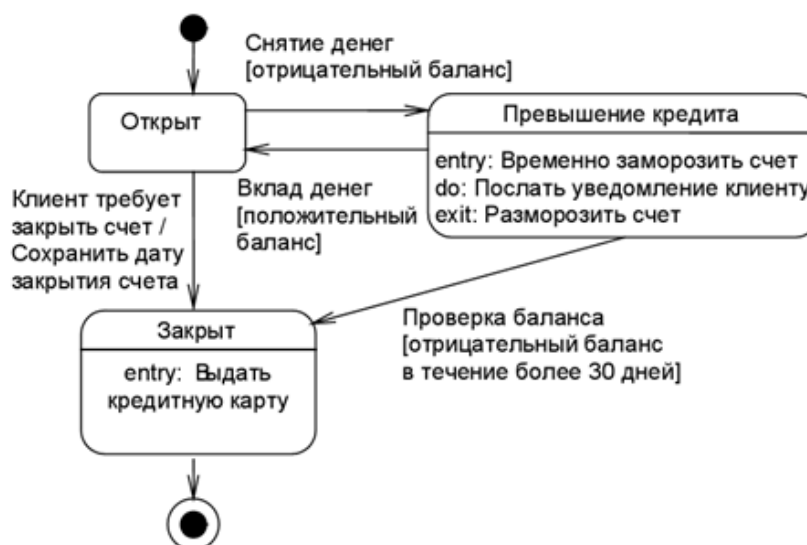 Снятие денег
[отрицательный баланс]
Открыт
Превышение кредита
entry: Временно заморозить счет
do: Послать уведомление клиенту
exit: Разморозить счет
Вклад денег
[положительный
баланс]
Клиент требует
закрыть счет /
Сохранить дату
закрытия счета
Закрыт
entry: Выдать
кредитную карту
Проверка баланса
[отрицательный баланс
в течение более 30 дней]